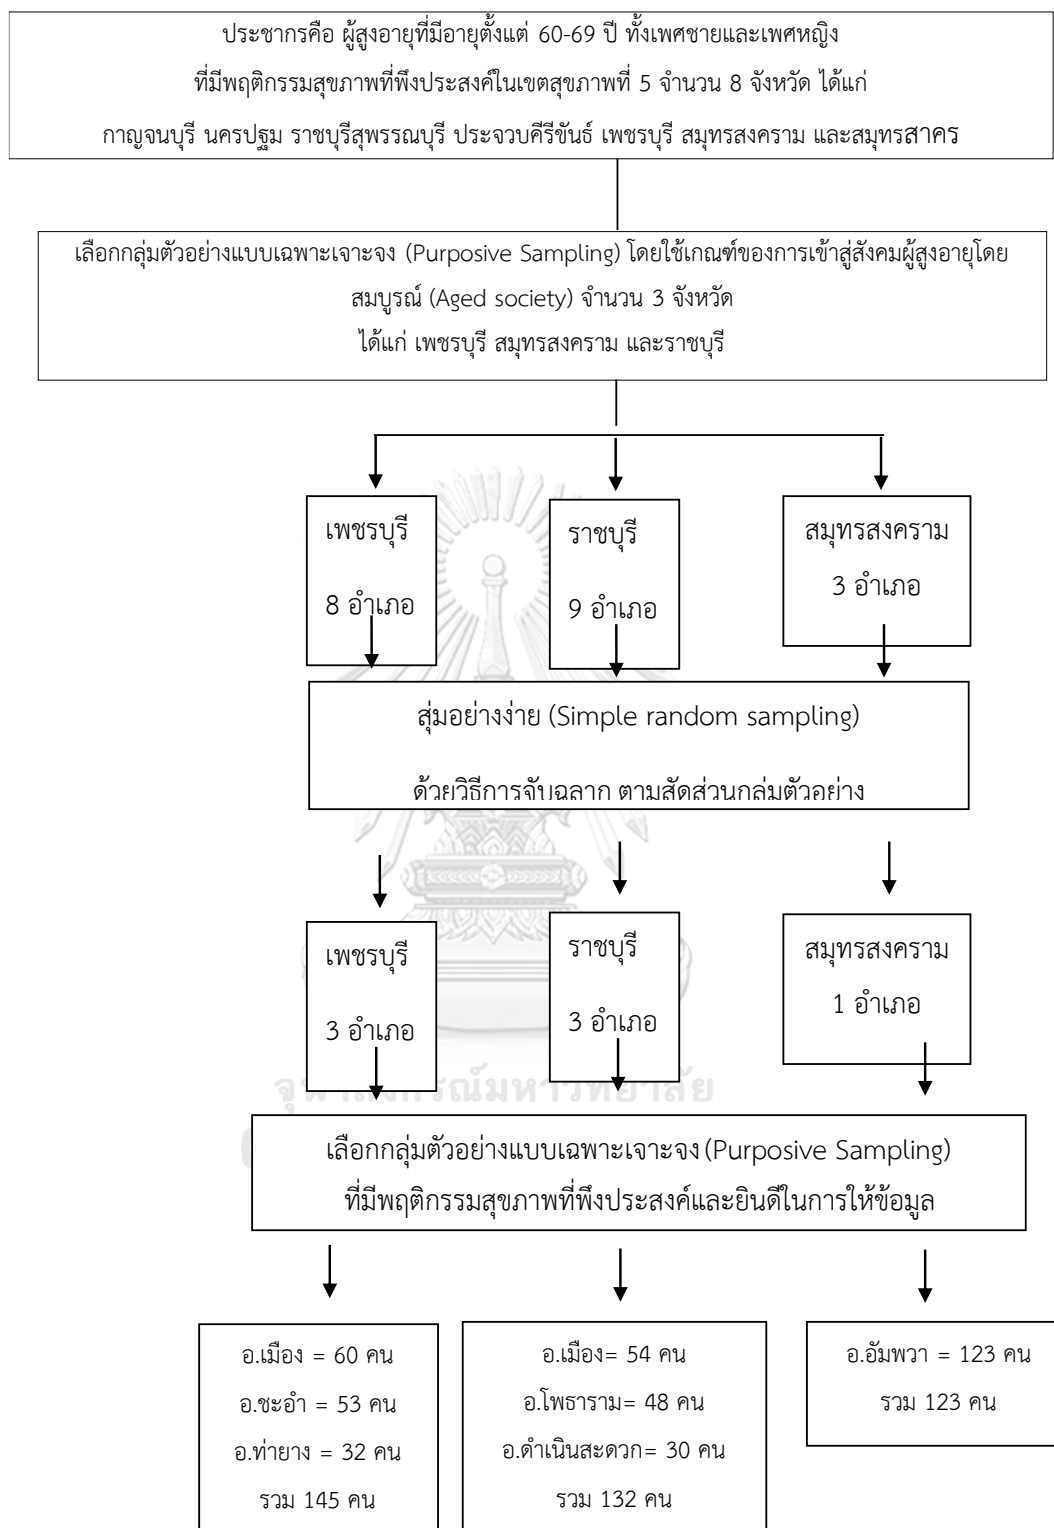 ประชากรคือ ผู้สูงอายุที่มีอายุตั้งแต่ 60-69 ปี ทั้งเพศชายและเพศหญิง
ที่มีพฤติกรรมสุขภาพที่พึงประสงค์ในเขตสุขภาพที่ 5 จำนวน 8 จังหวัด ได้แก่
กาญจนบุรี นครปฐม ราชบุรีสุพรรณบุรี ประจวบคีรีขันธ์ เพชรบุรี สมุทรสงคราม และสมุทรสาคร
เลือกกลุ่มตัวอย่างแบบเฉพาะเจาะจง (Purposive Sampling) โดยใช้เกณฑ์ของการเข้าสู่สังคมผู้สูงอายุโดย
สมบูรณ์ (Aged society) จำนวน 3 จังหวัด
ได้แก่ เพชรบุรี สมุทรสงคราม และราชบุรี
เพชรบุรี
8 อำเภอ
ราชบุรี
9 อำเภอ
สมุทรสงคราม
3 อำเภอ
สุ่มอย่างง่าย (Simple random sampling)
ด้วยวิธีการจับฉลาก ตามสัดส่วนกลุ่มตัวอย่าง
เพชรบุรี
3 อำเภอ
ราชบุรี
3 อำเภอ
สมุทรสงคราม
1 อำเภอ
จุฬาลงกรณ์มหาวิทยาลัย
เลือกกลุ่มตัวอย่างแบบเฉพาะเจาะจง (Purposive Sampling)
ที่มีพฤติกรรมสุขภาพที่พึงประสงค์และยินดีในการให้ข้อมูล
อ.เมือง = 60 คน
อ.ชะอำ = 53 คน
อ.ท่ายาง = 32 คน
รวม 145 คน
อ.เมือง= 54 คน
อ.โพธาราม= 48 คน
อ.ดำเนินสะดวก= 30 คน
รวม 132 คน
อ.อัมพวา = 123 คน
รวม 123 คน